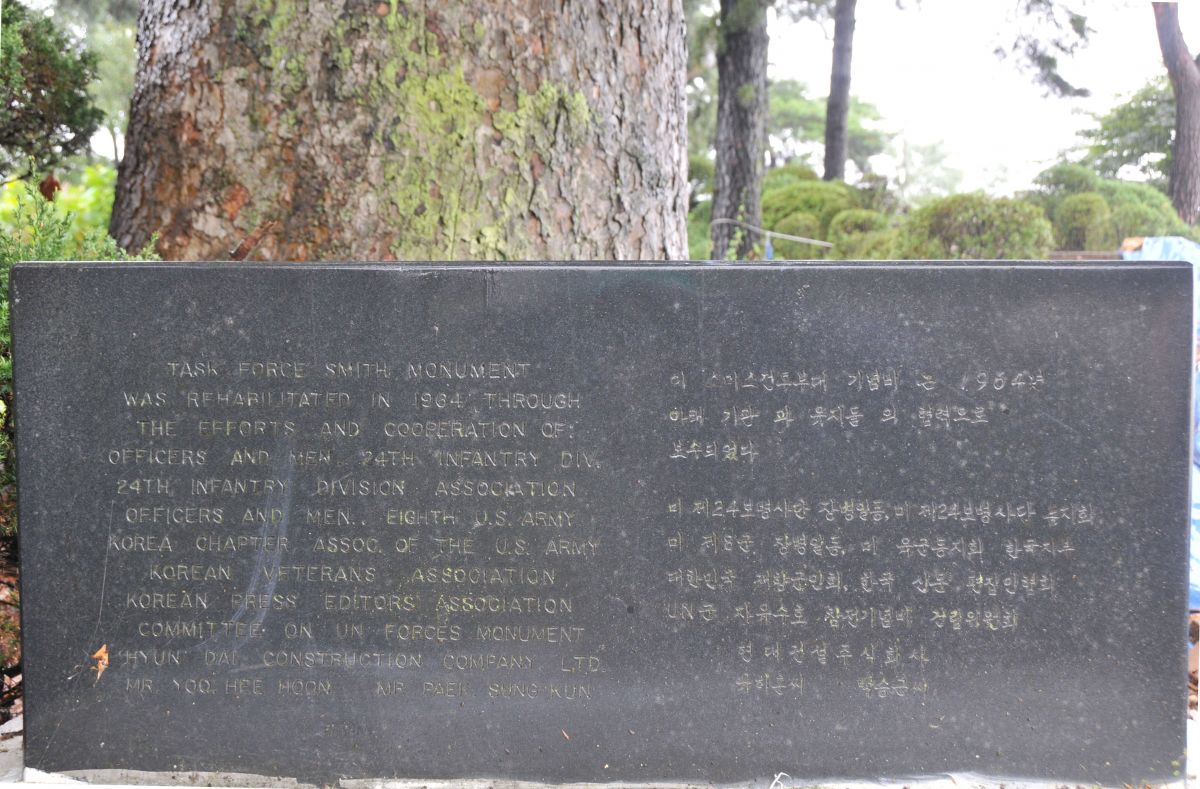 TASK FORCE SMITH MONUMENT
WAS REHABILITATED IN 1964 THROUGH
THE EFFORTS AND COOPERATION OF:
OFFICERS AND MEN. 24TH INFANTRY DIV.
24TH INFANTRY DIVISION ASSOCIATION
OFFICERS AND MEN. EIGHTH U.S. ARMY
KOREA CHAPTER ASSOC. OF THE U.S. ARMY
KOREAN VETERANS ASSOCIATION
KOREAN PRESS EDITORS ASSOCIATION
COMMITTEE ON UN FORCES MONUMENT
HYUN DAI CONSTRUCTION COMPANY LTD.
MR. YOO HEE HOON MR. PAEK SUNG KUN
이 스미스전투부대 기념비 는 1964년
아래 기관 과 유지들 의 협력으로
보수되었다
미 제24보병사단 장병일동, 미 제24보병사단 동지회
미 제8군 장병일동, 미 육군동지회 한국지부
대한민국 재향군인회, 한국 신문 편집인협회
UN군 자유수호 참전기념비 건립위원회
현대건설주식회사
유희훈씨 백승근씨